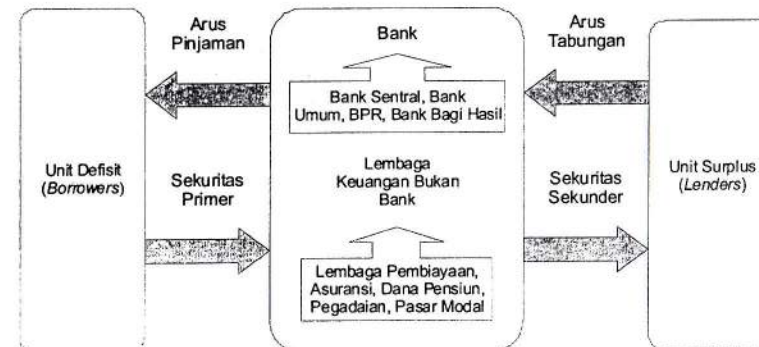 Arus
Pinjaman
Bank
Arus
Tabungan
Bank Sentral, Bank
Umum, BPR, Bank Bagi Hasil
Unit Defisit
(Borrowers)
Sekuritas
Primer
Lembaga
Keuangan Bukan
Bank
Sekuritas
Sekunder
Unit Surplus
(Lenders)
Lembaga Pembiayaan,
Asuransi, Dana Pensiun,
Pegadaian, Pasar Modal